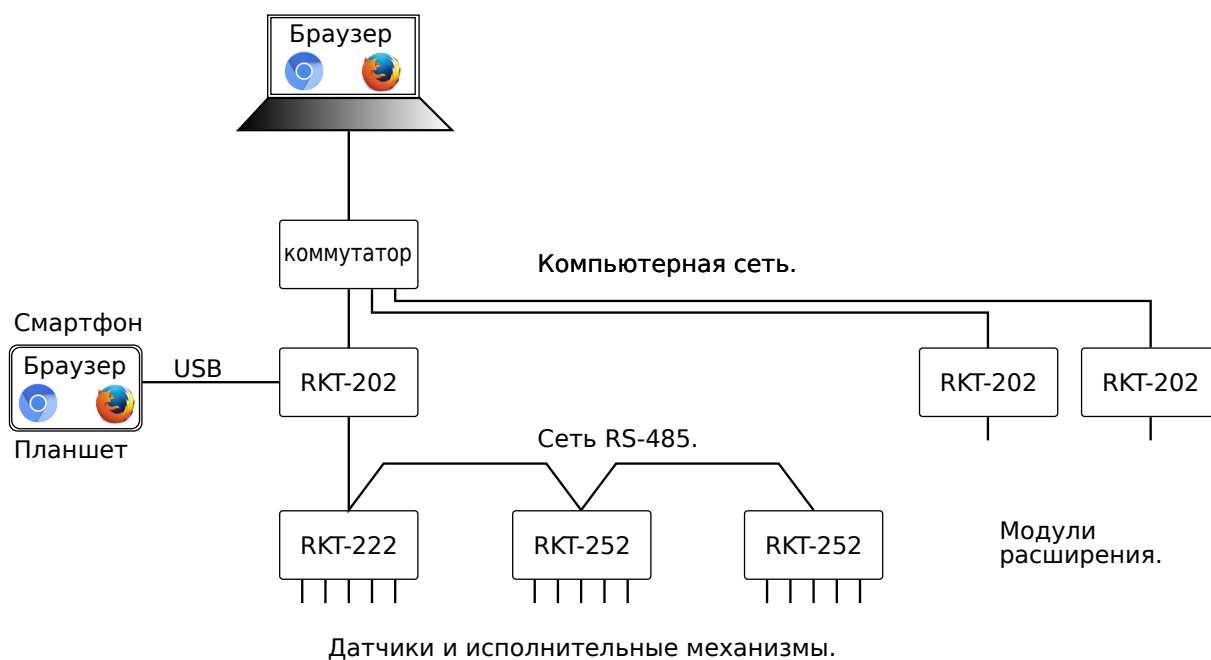 Браузер
коммутатор
Компьютерная сеть.
Смартфон
Браузер
USB
RKT-202
RKT-202
RKT-202
Планшет
Сеть RS-485.
RKT-222
RKT-252
RKT-252
Модули
расширения.
Датчики и исполнительные механизмы.